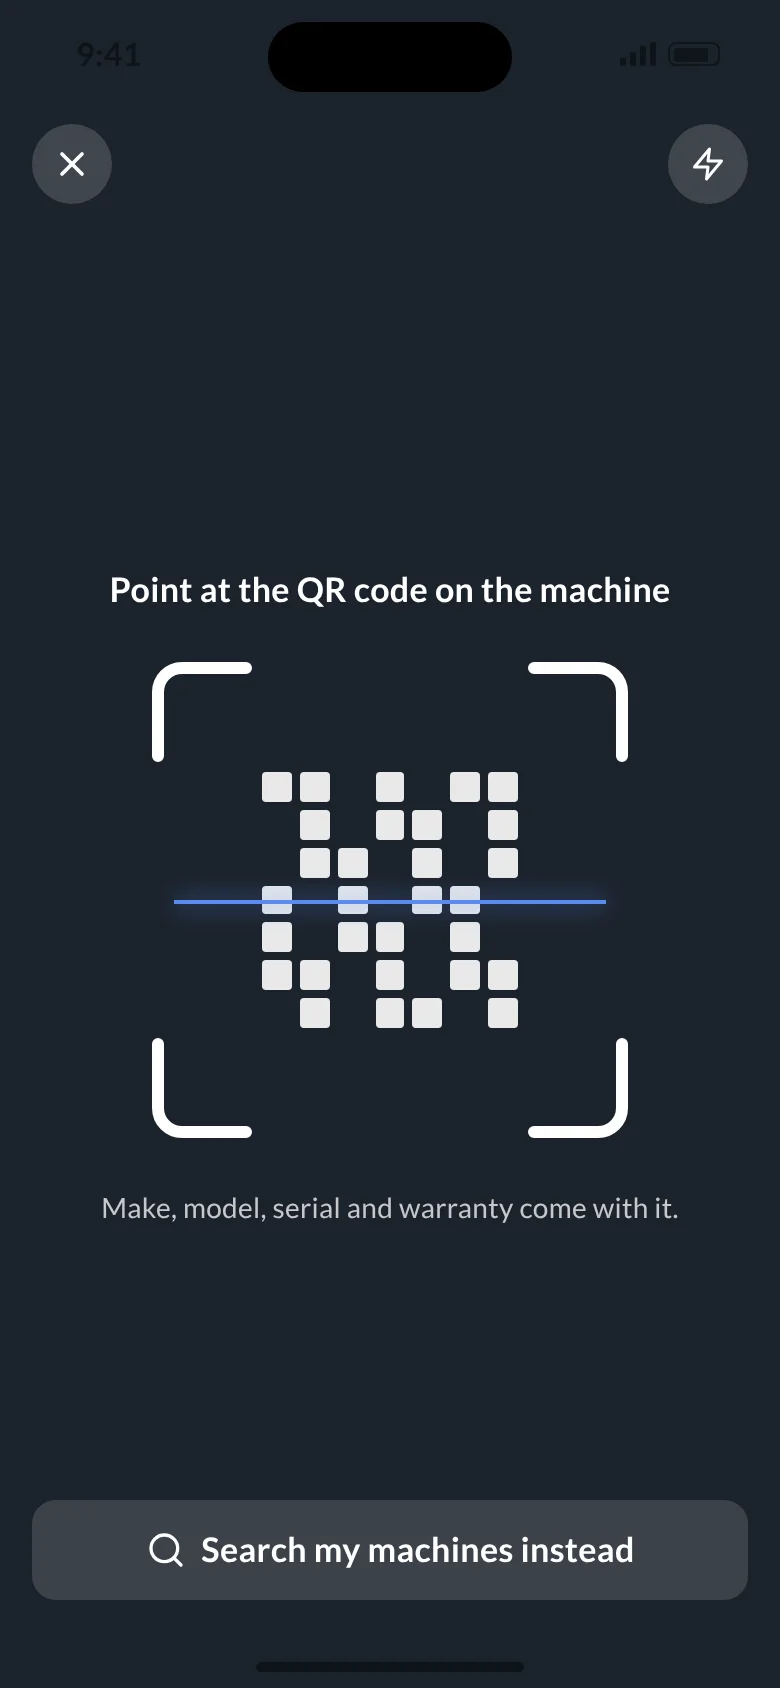 9:41
Point at the QR code on the machine
Make, model, serial and warranty come with it.
Search my machines instead